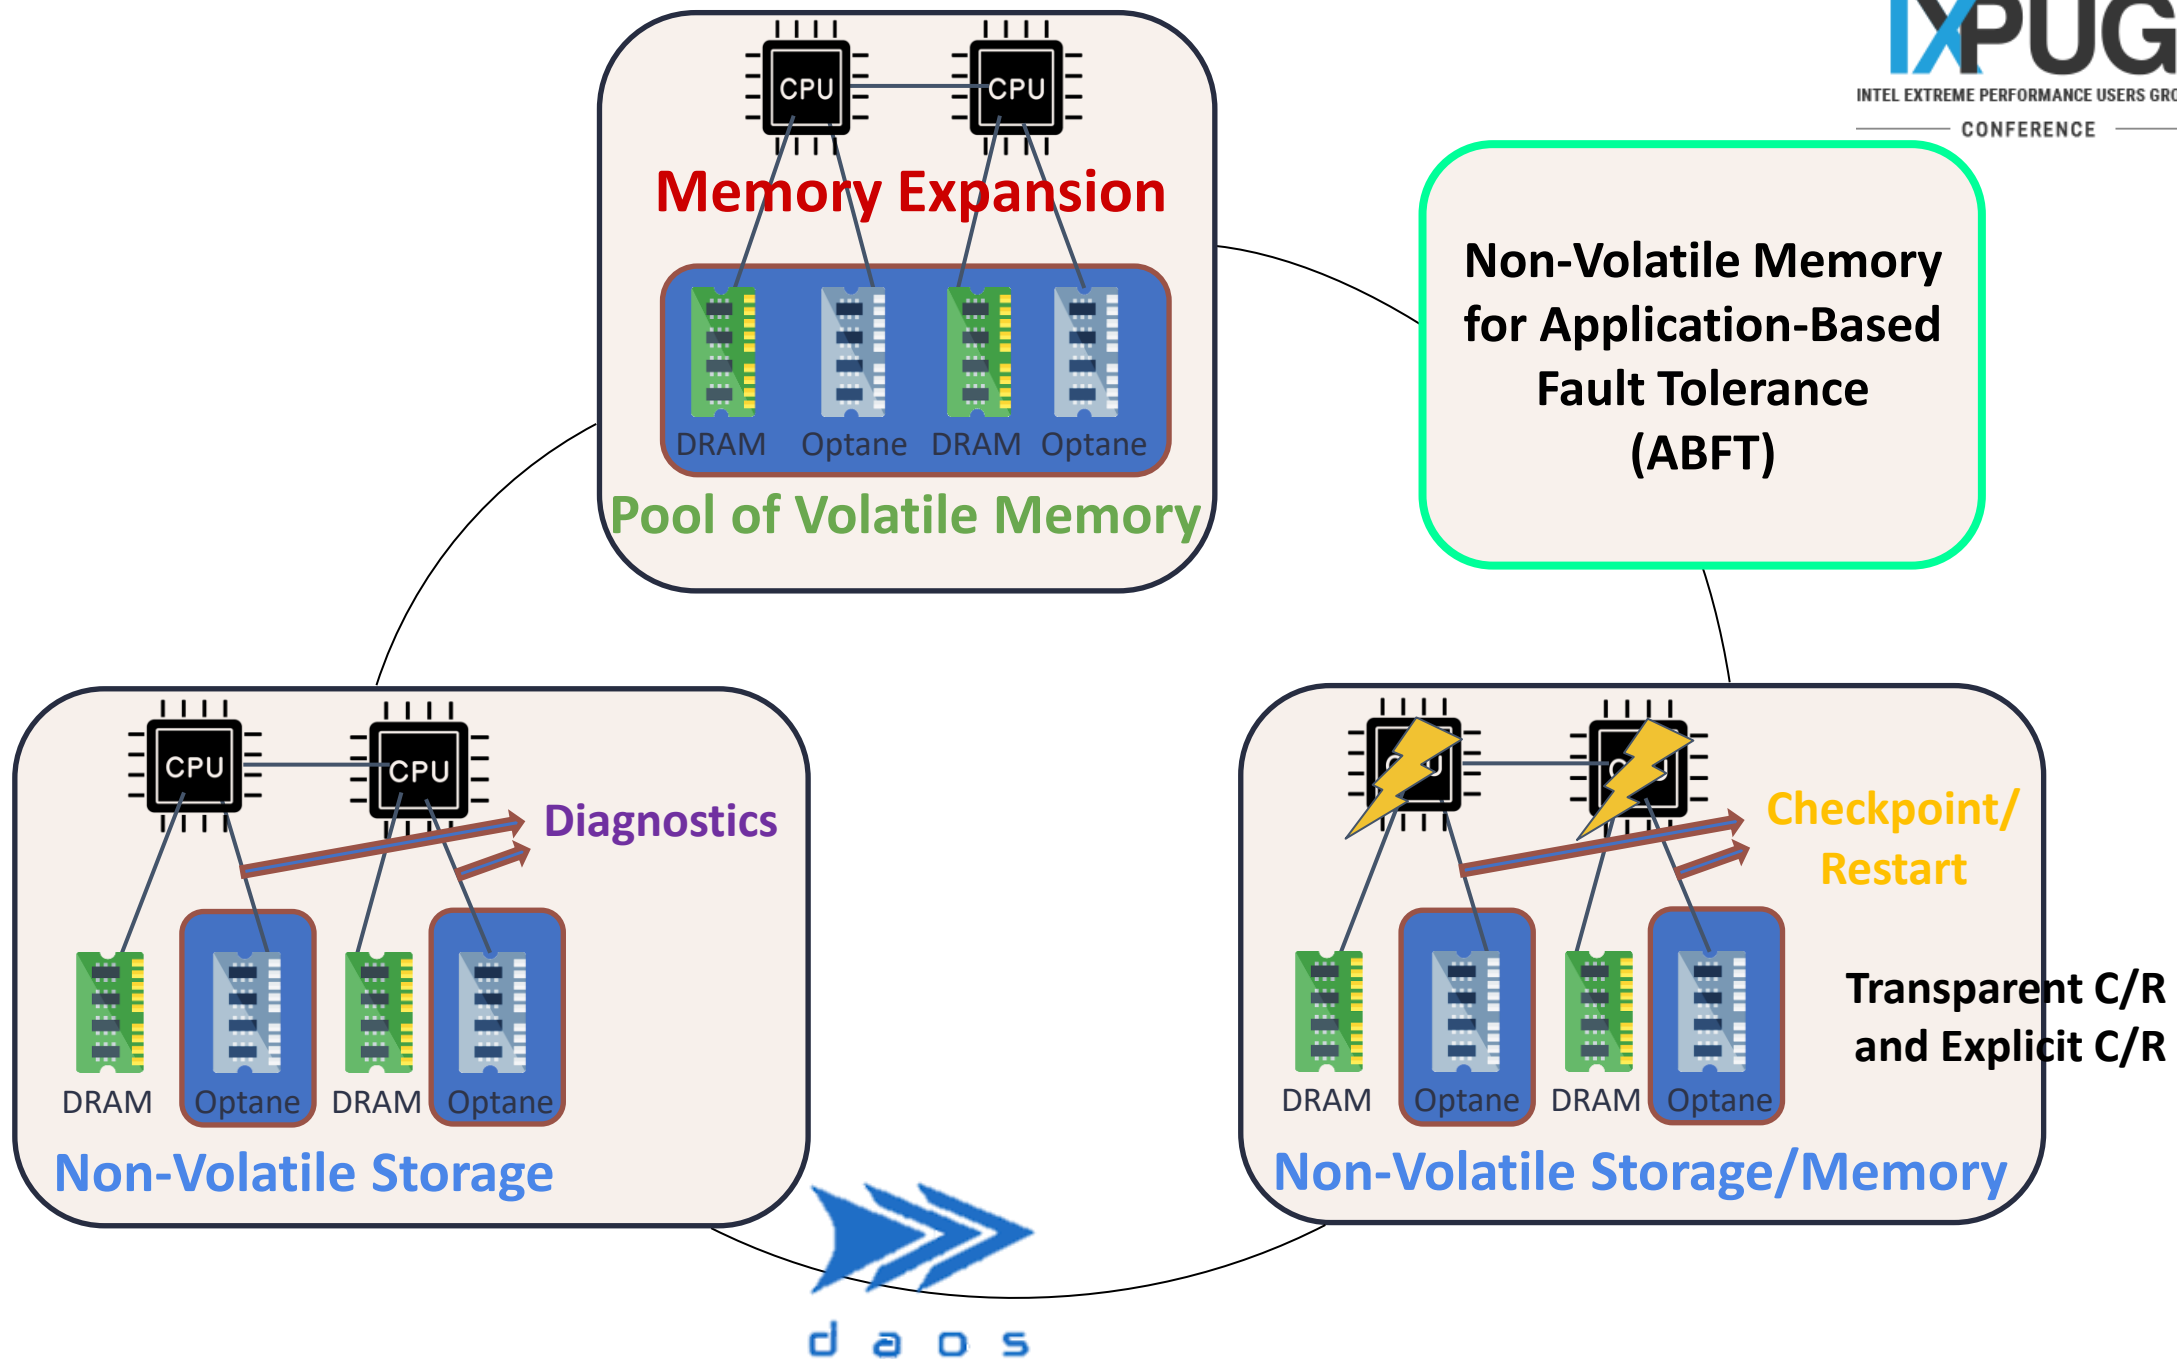 IXPUG
INTEL EXTREME PERFORMANCE USERS
CONFERENCE
CPU
CPU
Memory Expansion
DRAM
Optane
DRAM
Optane
Pool of Volatile Memory
Non-Volatile Memory
for Application-Based
Fault Tolerance
(ABFT)
CPU
CPU
Diagnostics
DRAM
Optane
DRAM
Optane
Non-Volatile Storage
Checkpoint/
Restart
Transparent C/R
and Explicit C/R
DRAM
Optane
DRAM
Optane
Non-Volatile Storage/Memory
daos